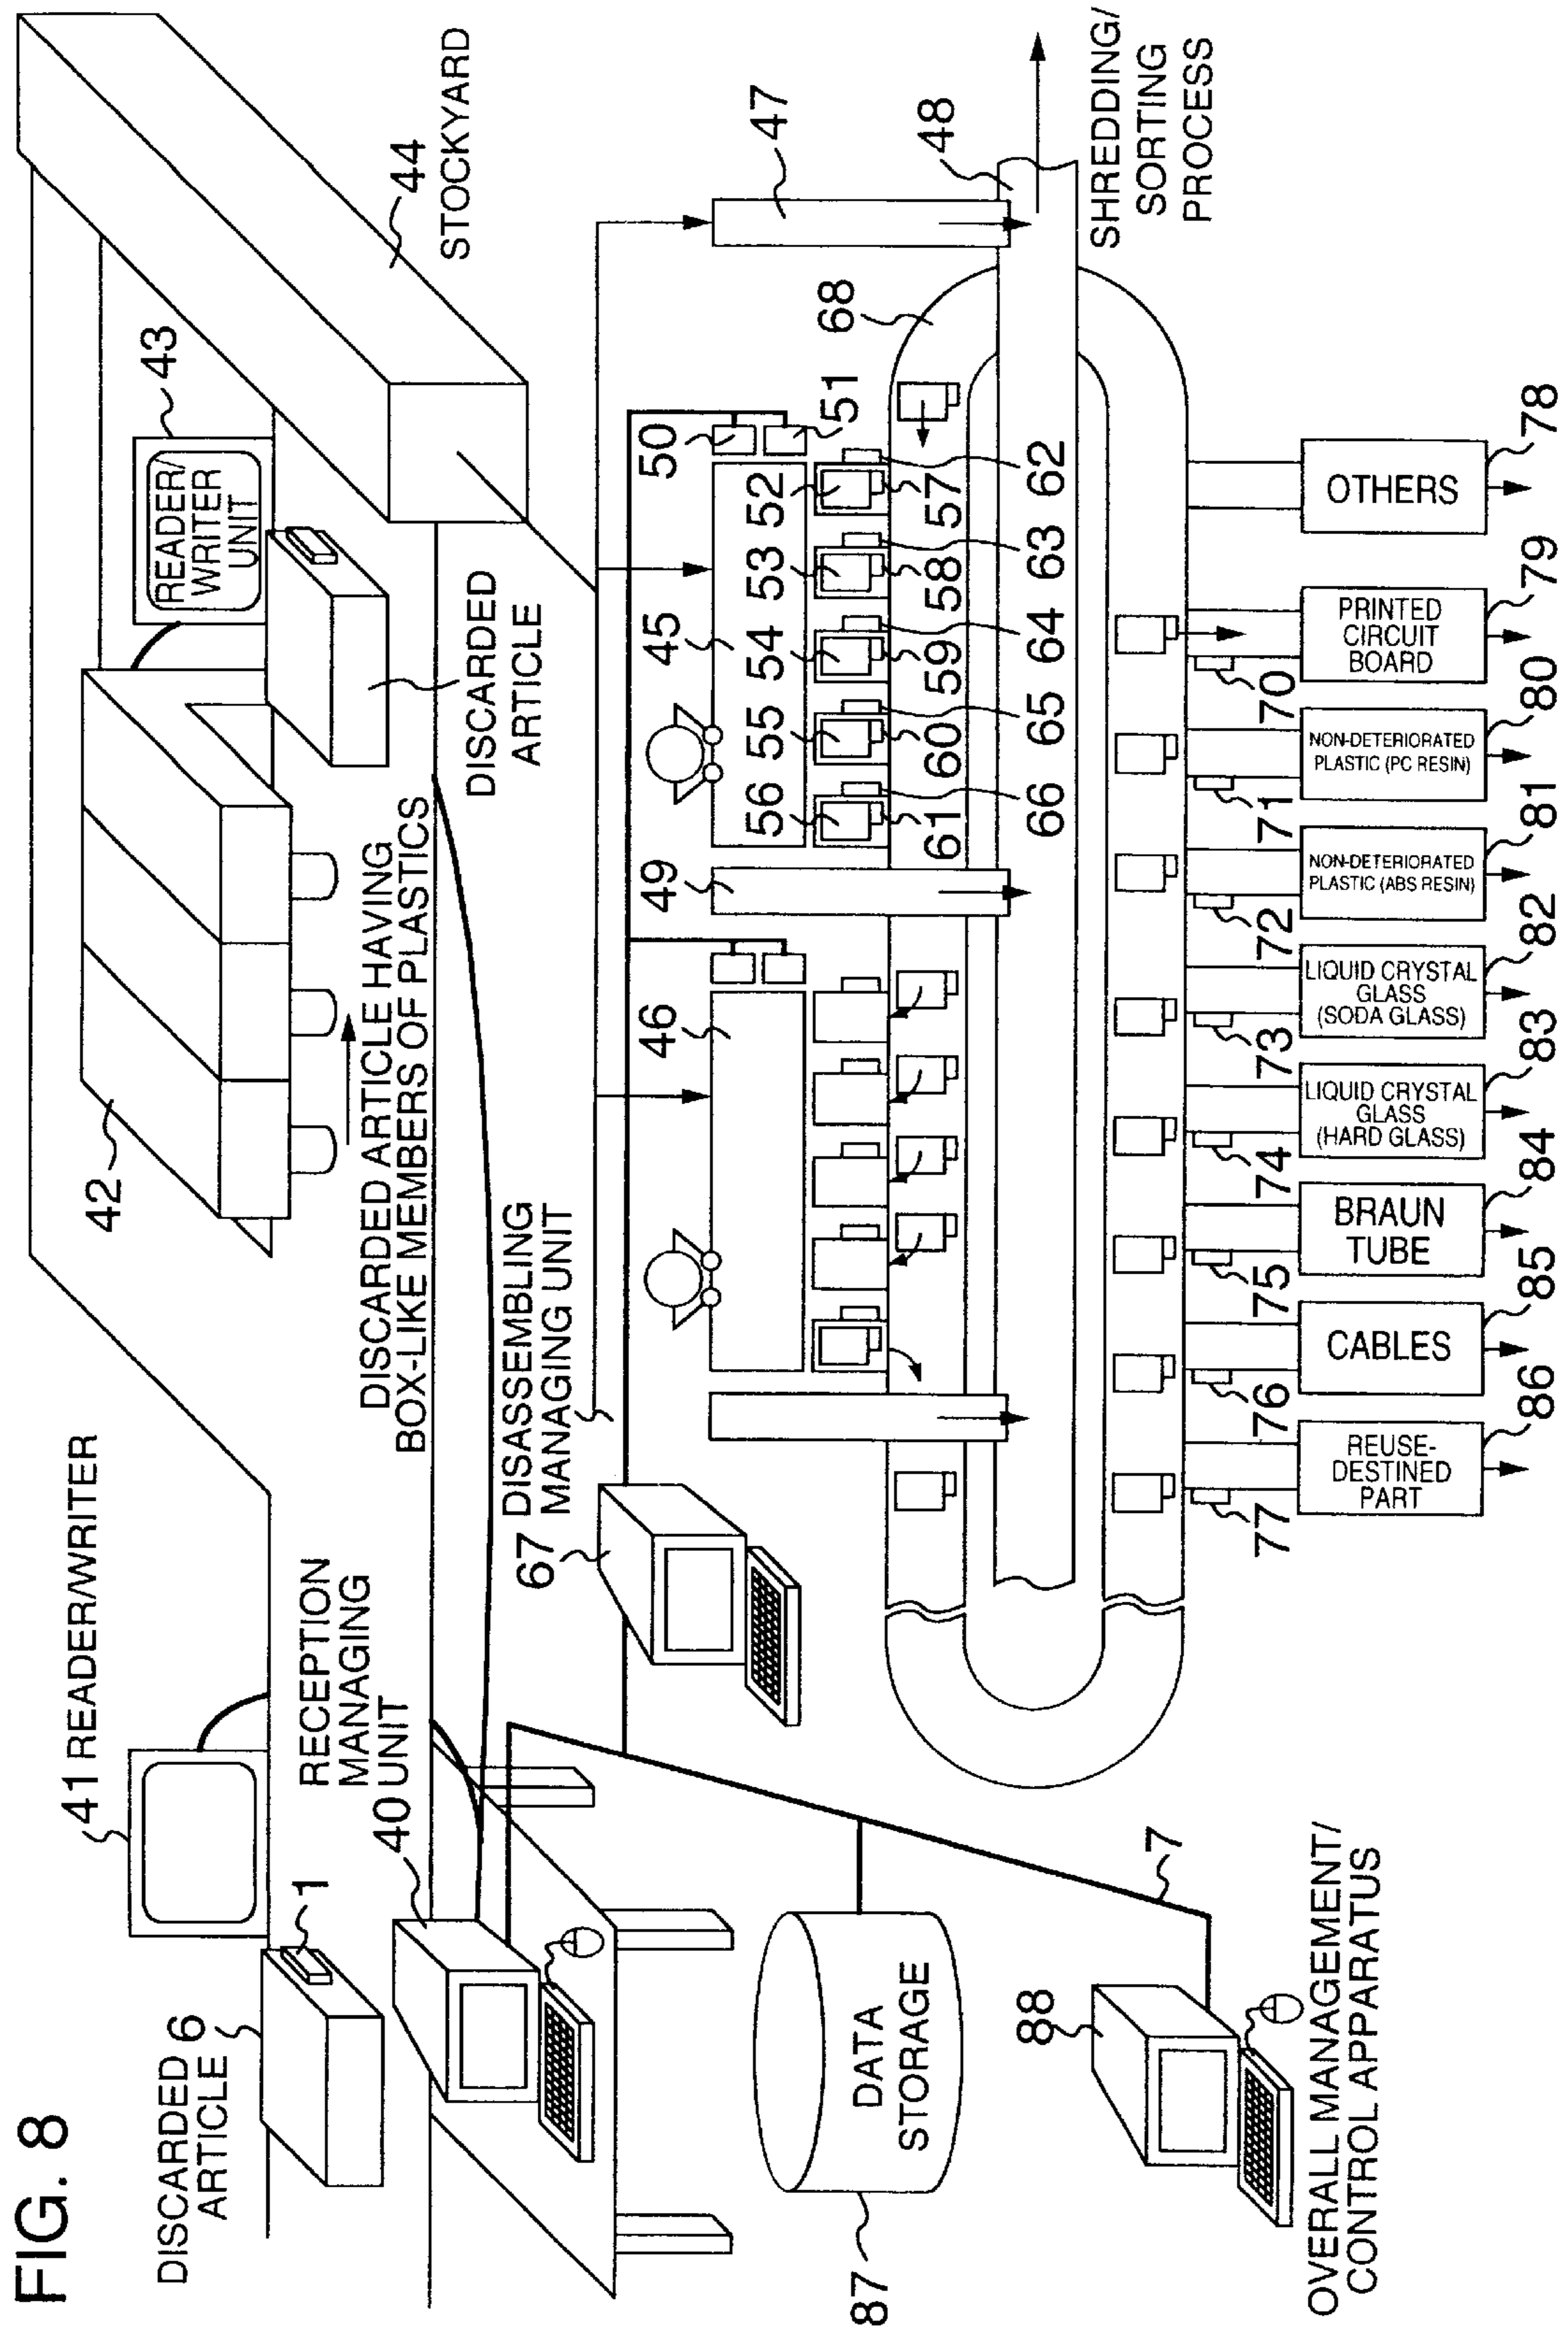 FIG. 8
DISCARDED
ARTICLE 6
1
41 READER/WRITER
RECEPTION
MANAGING
40 UNIT
42
DISCARDED ARTICLE HAVING
BOX-LIKE MEMBERS OF PLASTICS
43
READER/
WRITER
UNIT
DISCARDED
ARTICLE
44
STOCKYARD
DISASSEMBLING
MANAGING UNIT
67
46
49
45
50
51
47
48
56
55
54
53
52
61
60
59
58
57
66
65
64
63
62
68
SHREDDING/
SORTING
PROCESS
87
DATA
STORAGE
7
88
OVERALL MANAGEMENT/
CONTROL APPARATUS
77
76
75
74
73
72
71
70
REUSE-
DESTINED
PART
86
CABLES
85
BRAUN
TUBE
84
LIQUID CRYSTAL
GLASS
(HARD GLASS)
83
LIQUID CRYSTAL
GLASS
(SODA GLASS)
82
NON-DETERIORATED
PLASTIC (ABS RESIN)
81
NON-DETERIORATED
PLASTIC (PC RESIN)
80
PRINTED
CIRCUIT
BOARD
79
OTHERS
78